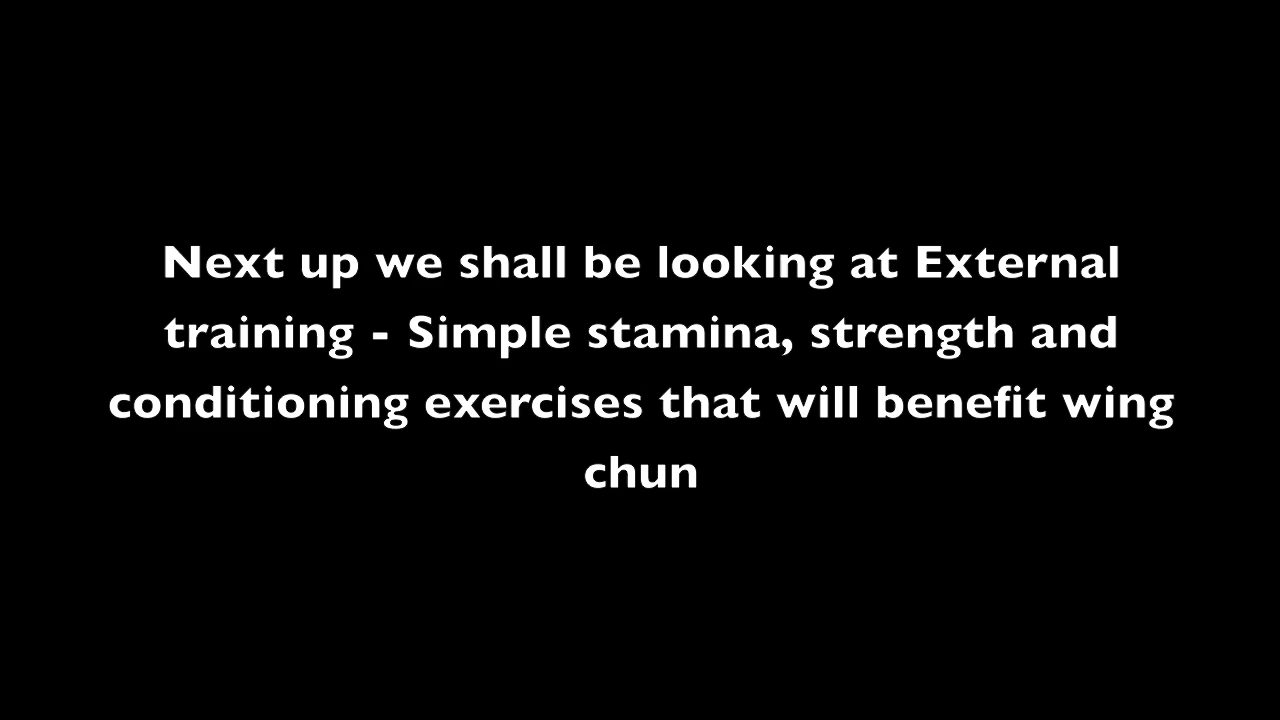 Next up we shall be looking at External
training - Simple stamina, strength and
conditioning exercises that will benefit wing
chun